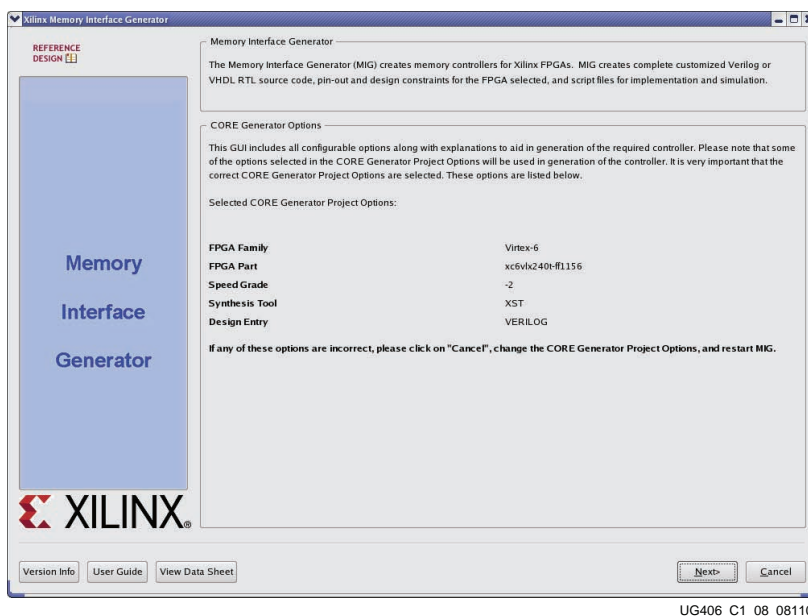 Xilinx Memory Interface Generator
REFERENCE
DESIGN
Memory
Interface
Generator
XILINX®
Memory Interface Generator
The Memory Interface Generator (MIG) creates memory controllers for Xilinx FPGAs. MIG creates complete customized Verilog or
VHDL RTL source code, pin-out and design constraints for the FPGA selected, and script files for implementation and simulation.
CORE Generator Options
This GUI includes all configurable options along with explanations to aid in generation of the required controller. Please note that some
of the options selected in the CORE Generator Project Options will be used in generation of the controller. It is very important that the
correct CORE Generator Project Options are selected. These options are listed below.
Selected CORE Generator Project Options:
FPGA Family Virtex-6
FPGA Part xc6vlx240t-ff1156
Speed Grade -2
Synthesis Tool XST
Design Entry VERILOG
If any of these options are incorrect, please click on "Cancel", change the CORE Generator Project Options, and restart MIG.
Version Info User Guide View Data Sheet Next> Cancel